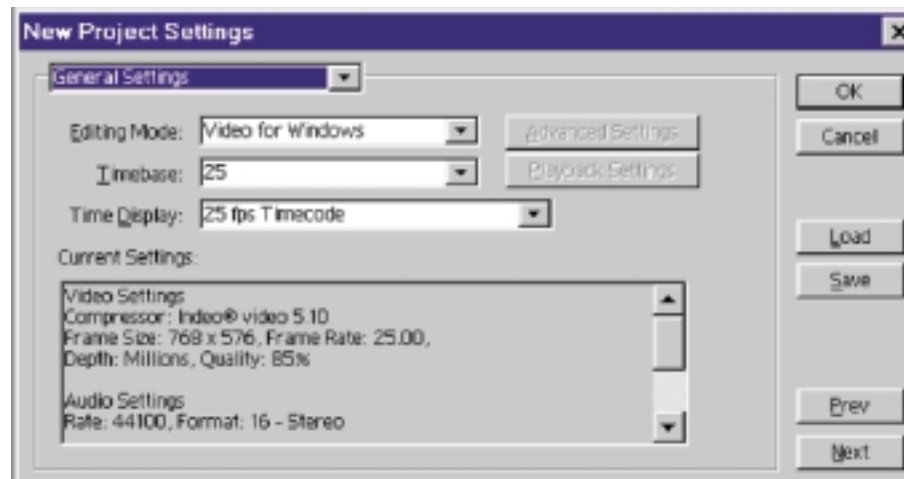 New Project Settings
General Settings
OK
Editing Mode: Video for Windows
Advanced Settings
Cancel
Timebase: 25
Playback Settings
Time Display: 25 fps Timecode
Load
Current Settings:
Save
Video Settings
Compressor: Indeo® video 5.10
Frame Size: 768 x 576, Frame Rate: 25.00,
Depth: Millions, Quality: 85%
Audio Settings
Rate: 44100, Format: 16 - Stereo
Prev
Next